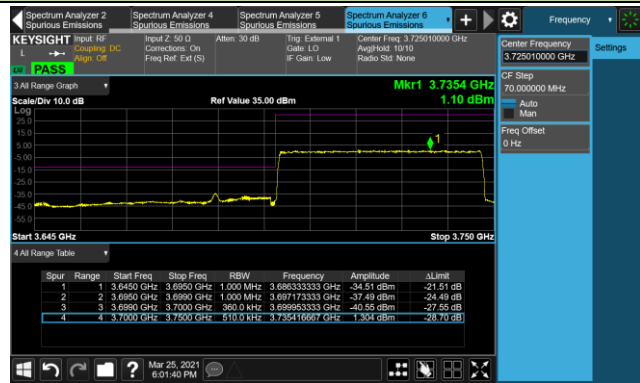 Spectrum Analyzer 2
Spurious Emissions
Spectrum Analyzer 4
Spurious Emissions
Spectrum Analyzer 5
Spurious Emissions
Spectrum Analyzer 6
Spurious Emissions
+
Frequency
KEYSIGHT
L
Input: RF
Coupling: DC
Align: Off
Input Z: 50 Ω
Corrections: On
Freq Ref: Ext (S)
Atten: 30 dB
Trig: External 1
Gate: LO
IF Gain: Low
Center Freq: 3.725010000 GHz
Avg|Hold: 10/10
Radio Std: None
PASS
Center Frequency
3.725010000 GHz
Settings
CF Step
70.000000 MHz
Auto
Man
Freq Offset
0 Hz
3 All Range Graph
Mkr1 3.7354 GHz
Scale/Div 10.0 dB Ref Value 35.00 dBm 1.10 dBm
Log
25.0
15.0
5.00
-5.00
-15.0
-25.0
-35.0
-45.0
-55.0
1
Start 3.645 GHz Stop 3.750 GHz
4 All Range Table
Spur Range Start Freq Stop Freq RBW Frequency Amplitude ΔLimit
1 1 3.6450 GHz 3.6950 GHz 1.000 MHz 3.686333333 GHz -34.51 dBm -21.51 dB
2 2 3.6950 GHz 3.6990 GHz 1.000 MHz 3.697173333 GHz -37.49 dBm -24.49 dB
3 3 3.6990 GHz 3.7000 GHz 360.0 kHz 3.699953333 GHz -40.55 dBm -27.55 dB
4 4 3.7000 GHz 3.7500 GHz 510.0 kHz 3.735416667 GHz 1.304 dBm -28.70 dB
?
Mar 25, 2021
6:01:40 PM